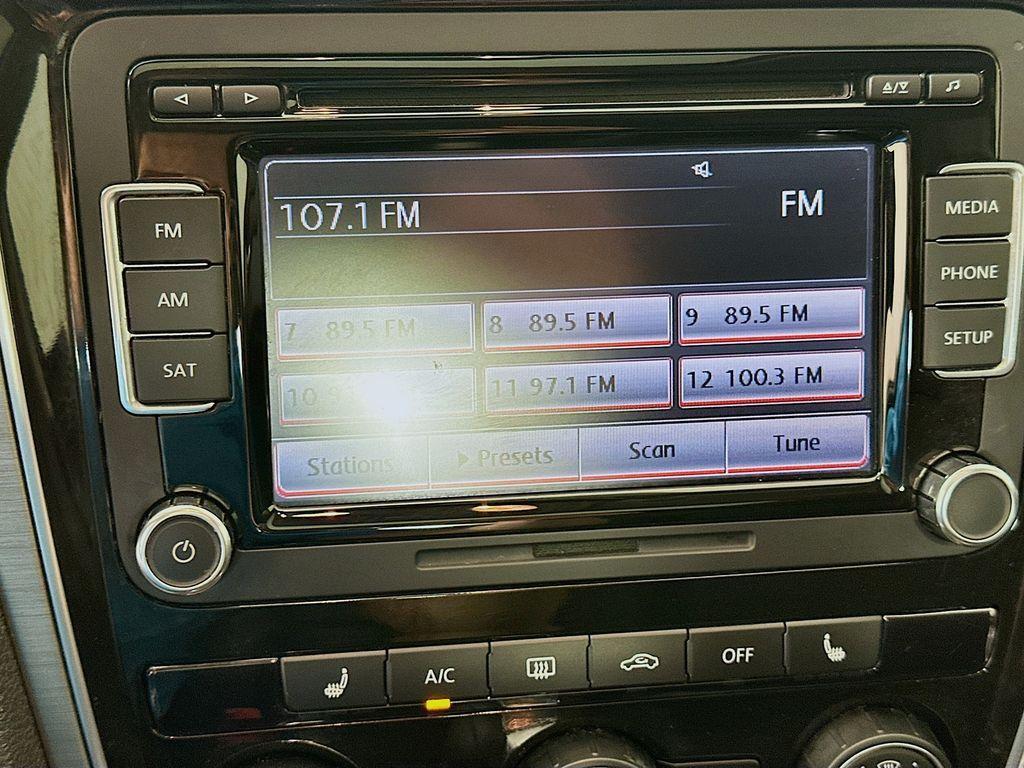 FM
AM
SAT
107.1 FM
FM
7 89.5 FM
8 89.5 FM
9 89.5 FM
10
11 97.1 FM
12 100.3 FM
Stations
Presets
Scan
Tune
MEDIA
PHONE
SETUP
A/C
OFF